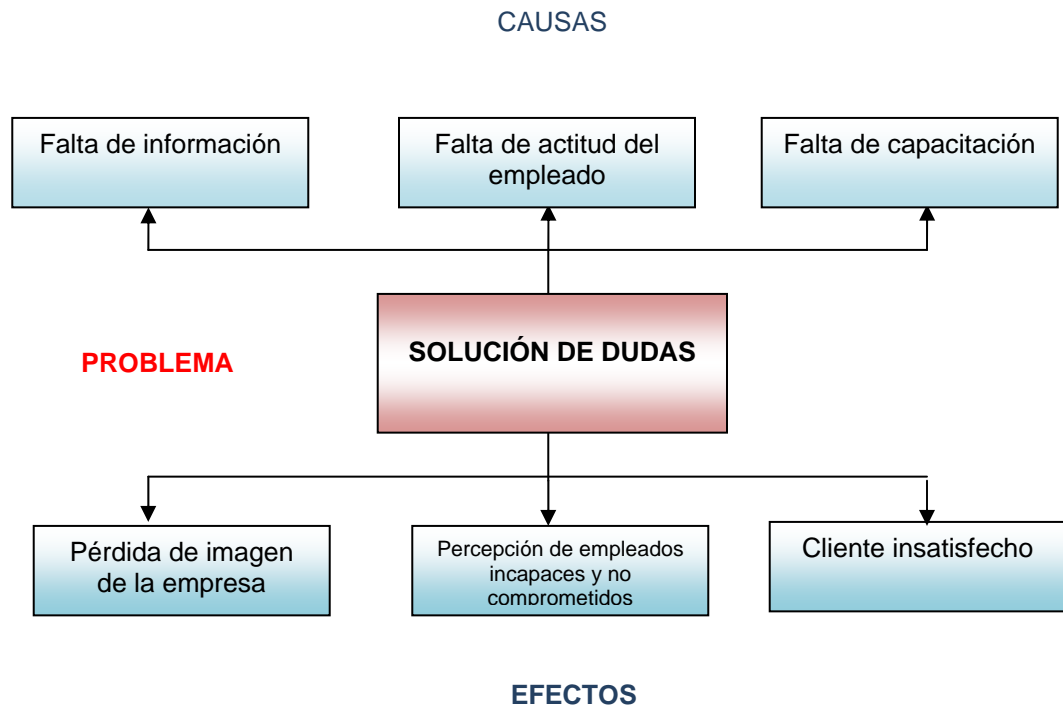 CAUSAS
Falta de información
Falta de actitud del
empleado
Falta de capacitación
PROBLEMA
SOLUCIÓN DE DUDAS
Pérdida de imagen
de la empresa
Percepción de empleados
incapaces y no
comprometidos
Cliente insatisfecho
EFECTOS